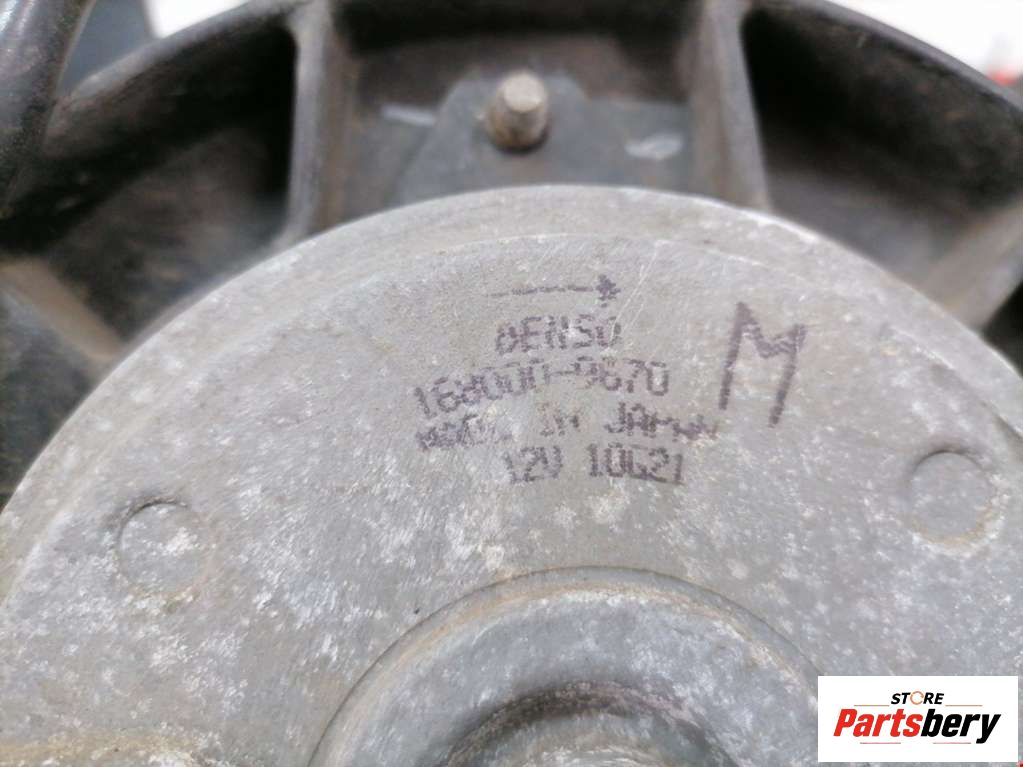 DENSO
168000-9670
M
MADE IN JAPAN
12V 10G21
STORE
Partsbery